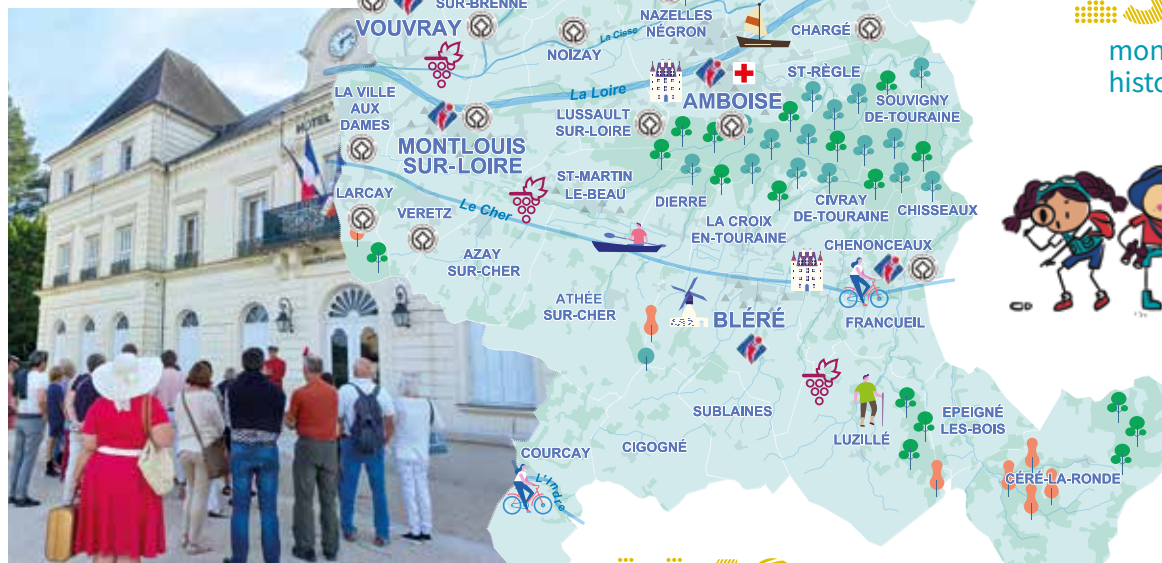 SUR-BRENNE
VOUVRAY
NOIZAY
La Cisse
NAZELLES
NÉGRON
CHARGÉ
mon
histo
HÔTEL
LA VILLE
AUX
DAMES
MONTLOUIS
SUR-LOIRE
La Loire
LUSSAULT
SUR-LOIRE
AMBOISE
ST-RÈGLE
SOUVIGNY
DE-TOURAINE
LARCAY
VERETZ
Le Cher
ST-MARTIN
LE-BEAU
DIERRE
LA CROIX
EN-TOURAINE
CIVRAY
DE-TOURAINE
CHISSEAUX
AZAY
SUR-CHER
CHENONCEAUX
ATHÉE
SUR-CHER
BLÉRÉ
FRANCUEIL
SUBLAINES
CIGOGNÉ
LUZILLÉ
EPEIGNÉ
LES-BOIS
COURCAY
L'Indre
CÉRÉ-LA-RONDE